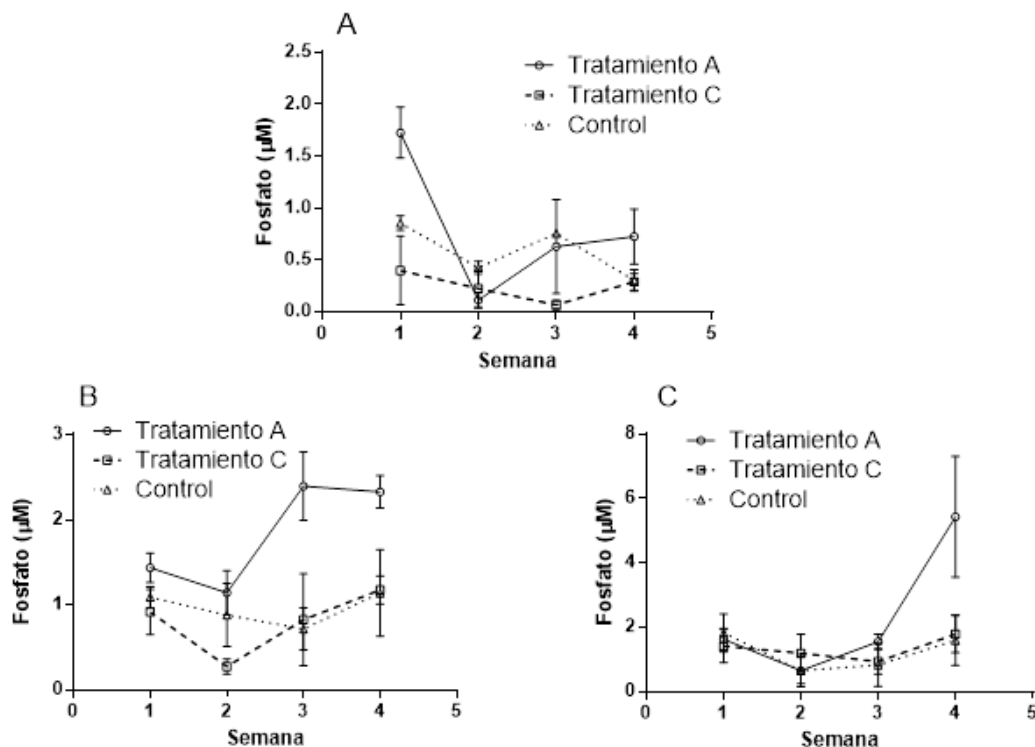 A
Fosfato (µM)
2.5
2.0
1.5
1.0
0.5
0.0
Tratamiento A
Tratamiento C
Control
0 1 2 3 4 5
Semana
B
Fosfato (µM)
3
2
1
0
Tratamiento A
Tratamiento C
Control
0 1 2 3 4 5
Semana
C
Fosfato (µM)
8
6
4
2
0
Tratamiento A
Tratamiento C
Control
0 1 2 3 4 5
Semana